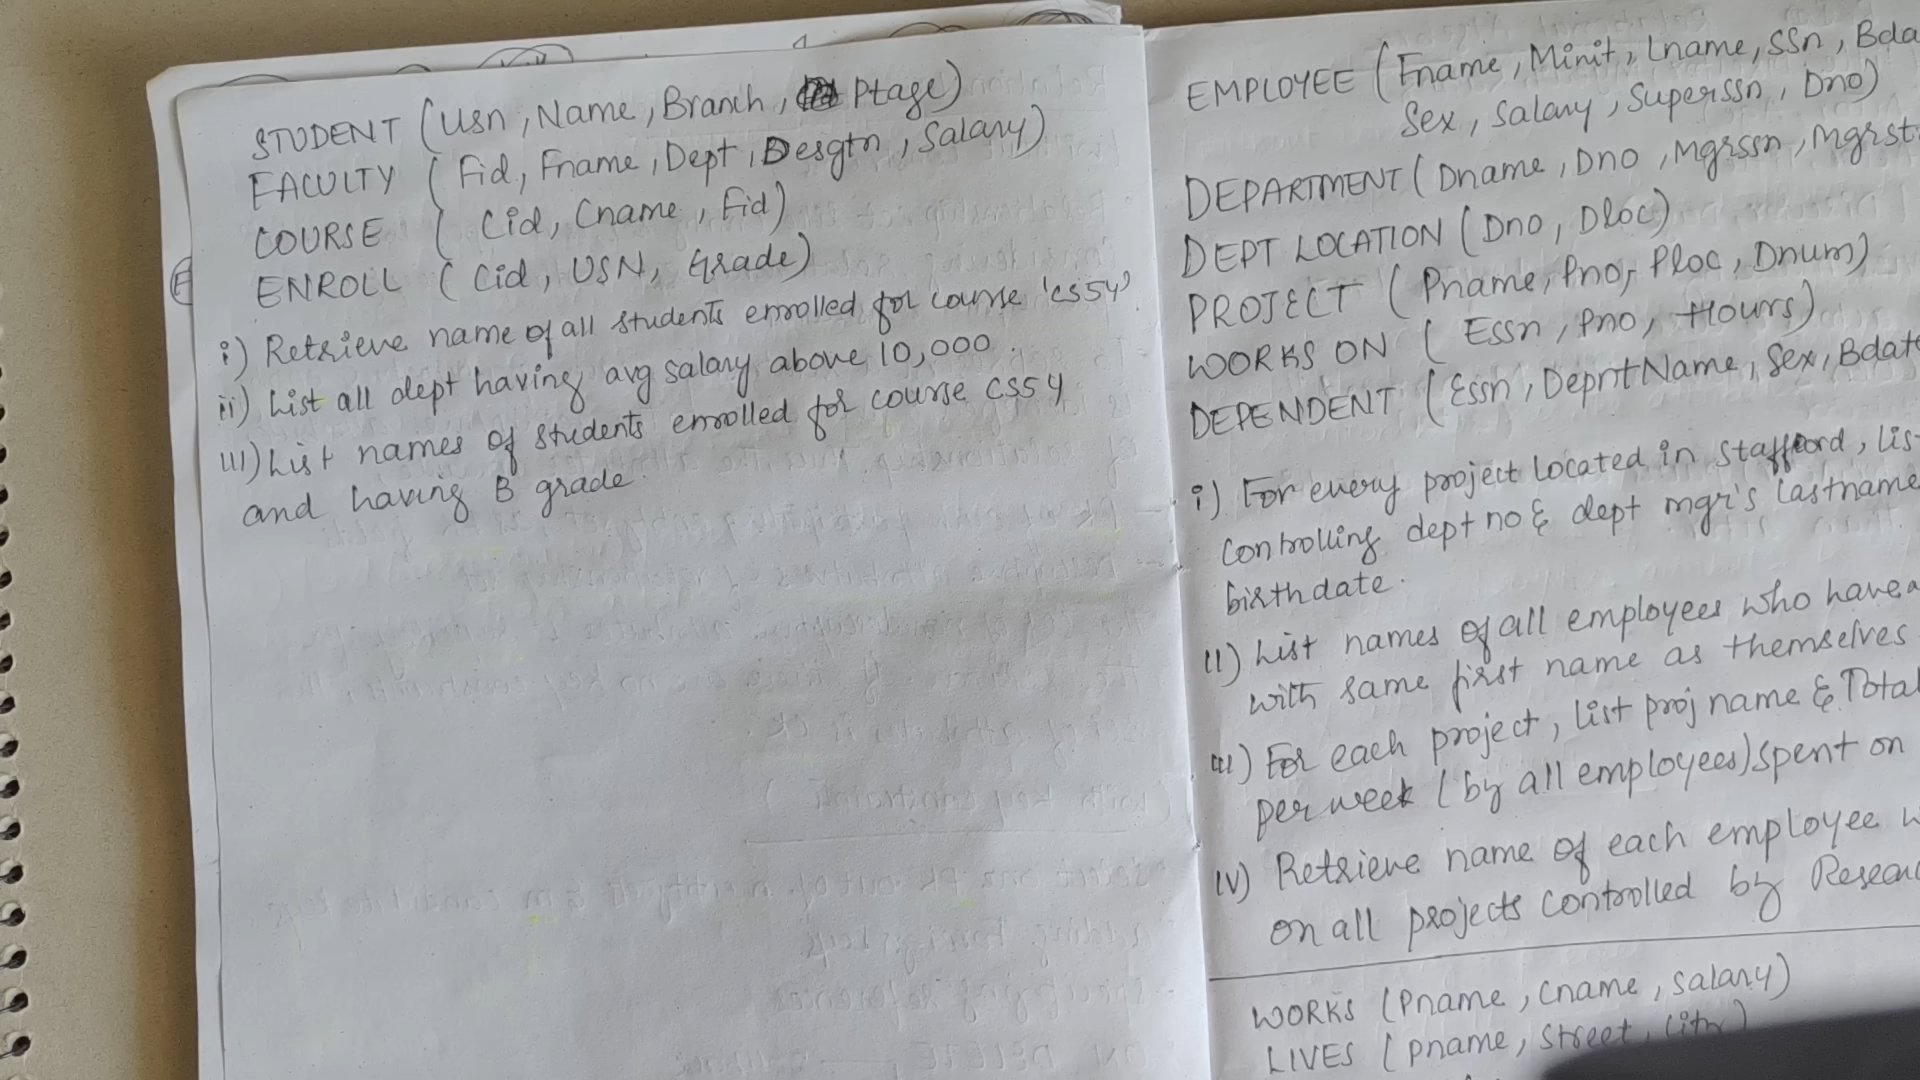 STUDENT (Usn, Name, Branch, Ptage)
FACULTY (Fid, Fname, Dept, Desgtn, Salary)
COURSE (Cid, Cname, Fid)
ENROLL (Cid, USN, Grade)
i) Retrieve name of all students enrolled for course 'CS54'
ii) List all dept having avg salary above 10,000.
iii) List names of students enrolled for course CS54
and having B grade.
EMPLOYEE (Fname, Minit, Lname, SSn, Bda
Sex, Salary, Superssn, Dno)
DEPARTMENT (Dname, Dno, Mgrssn, Mgrst
DEPT LOCATION (Dno, Dloc)
PROJECT (Pname, Pno, Ploc, Dnum)
WORKS ON (Essn, Pno, Hours)
DEPENDENT (Essn, Deprt Name, Sex, Bdate
i) For every project located in Stafford, Lis
controlling dept no & dept mgr's lastname
birthdate.
ii) List names of all employees who have a
with same first name as themselves
iii) For each project, list proj name & Total
per week (by all employees) spent on
iv) Retrieve name of each employee w
on all projects controlled by Resear
WORKS (Pname, Cname, Salary)
LIVES (Pname, Street, City)